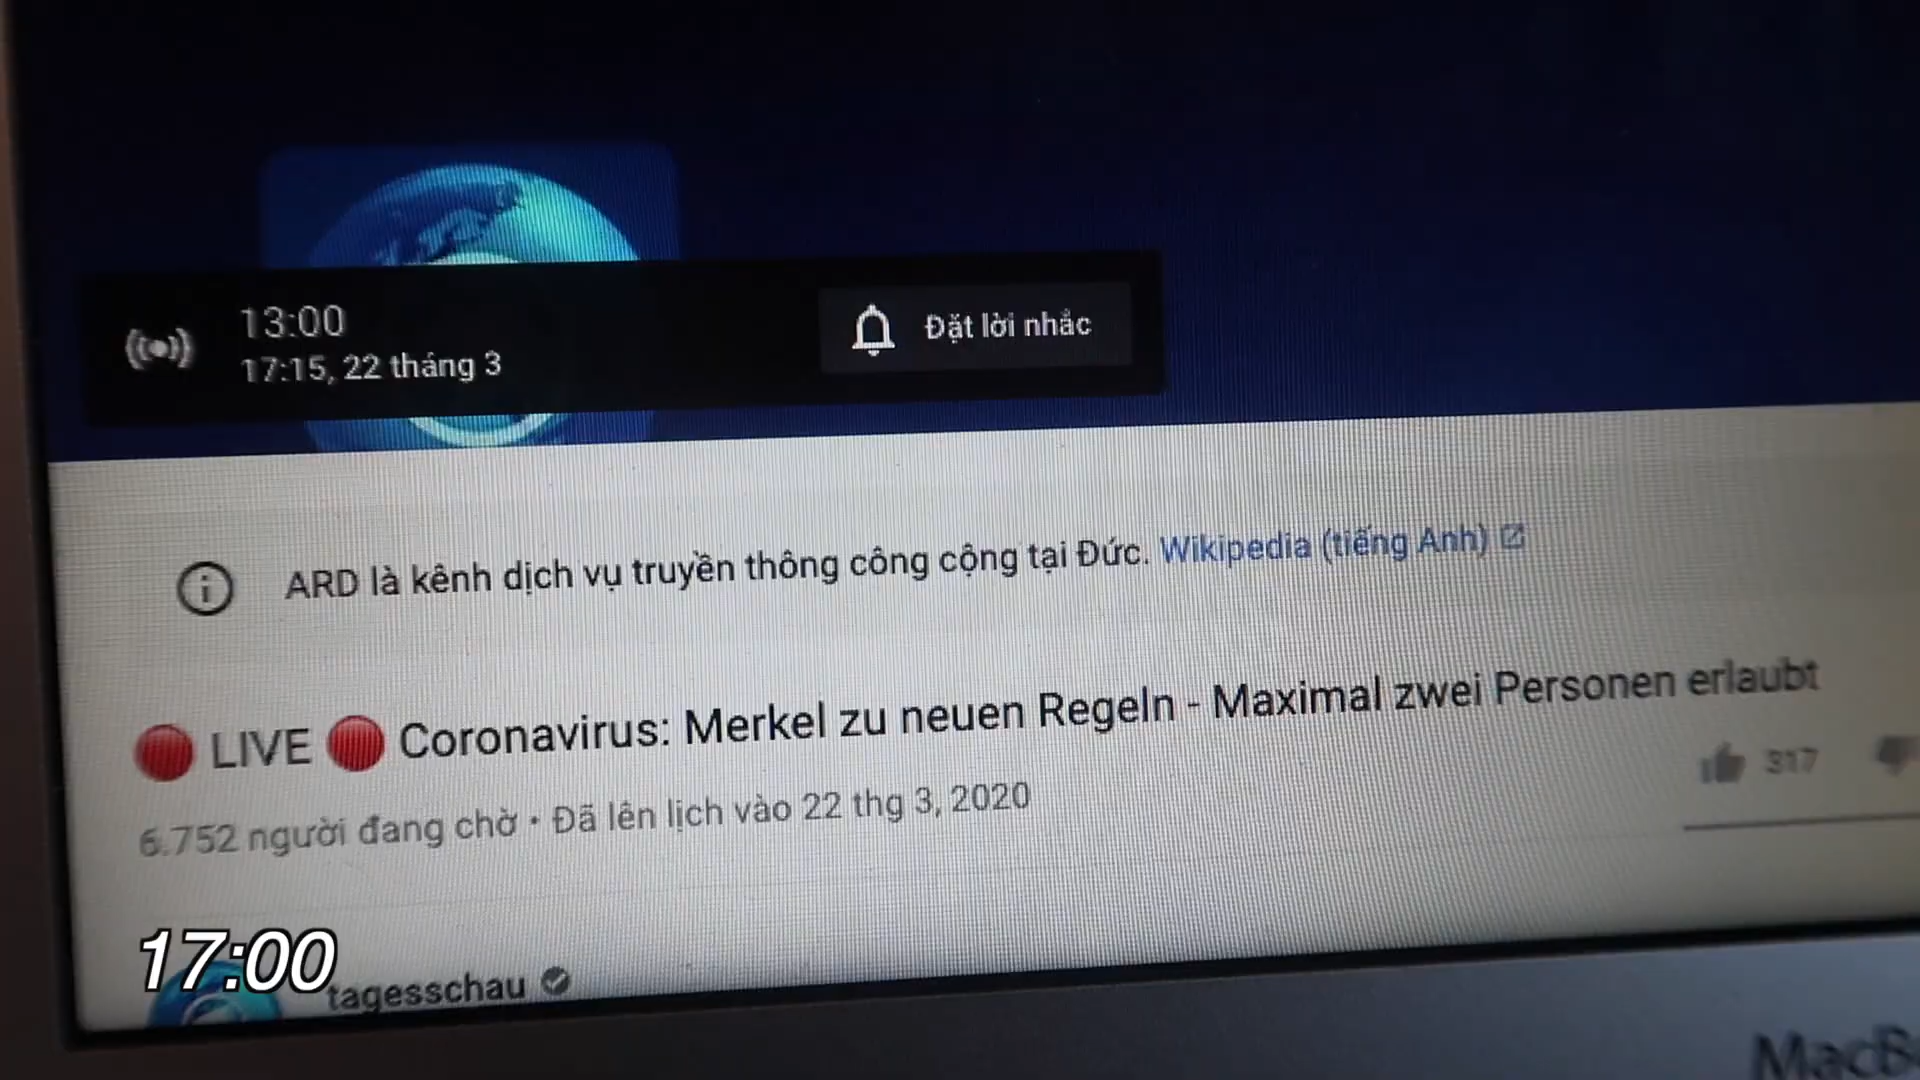 13:00
17:15, 22 tháng 3
Đặt lời nhắc
ARD là kênh dịch vụ truyền thông công cộng tại Đức. Wikipedia (tiếng Anh)
🔴 LIVE 🔴 Coronavirus: Merkel zu neuen Regeln - Maximal zwei Personen erlaubt
317
6.752 người đang chờ • Đã lên lịch vào 22 thg 3, 2020
17:00
tagesschau